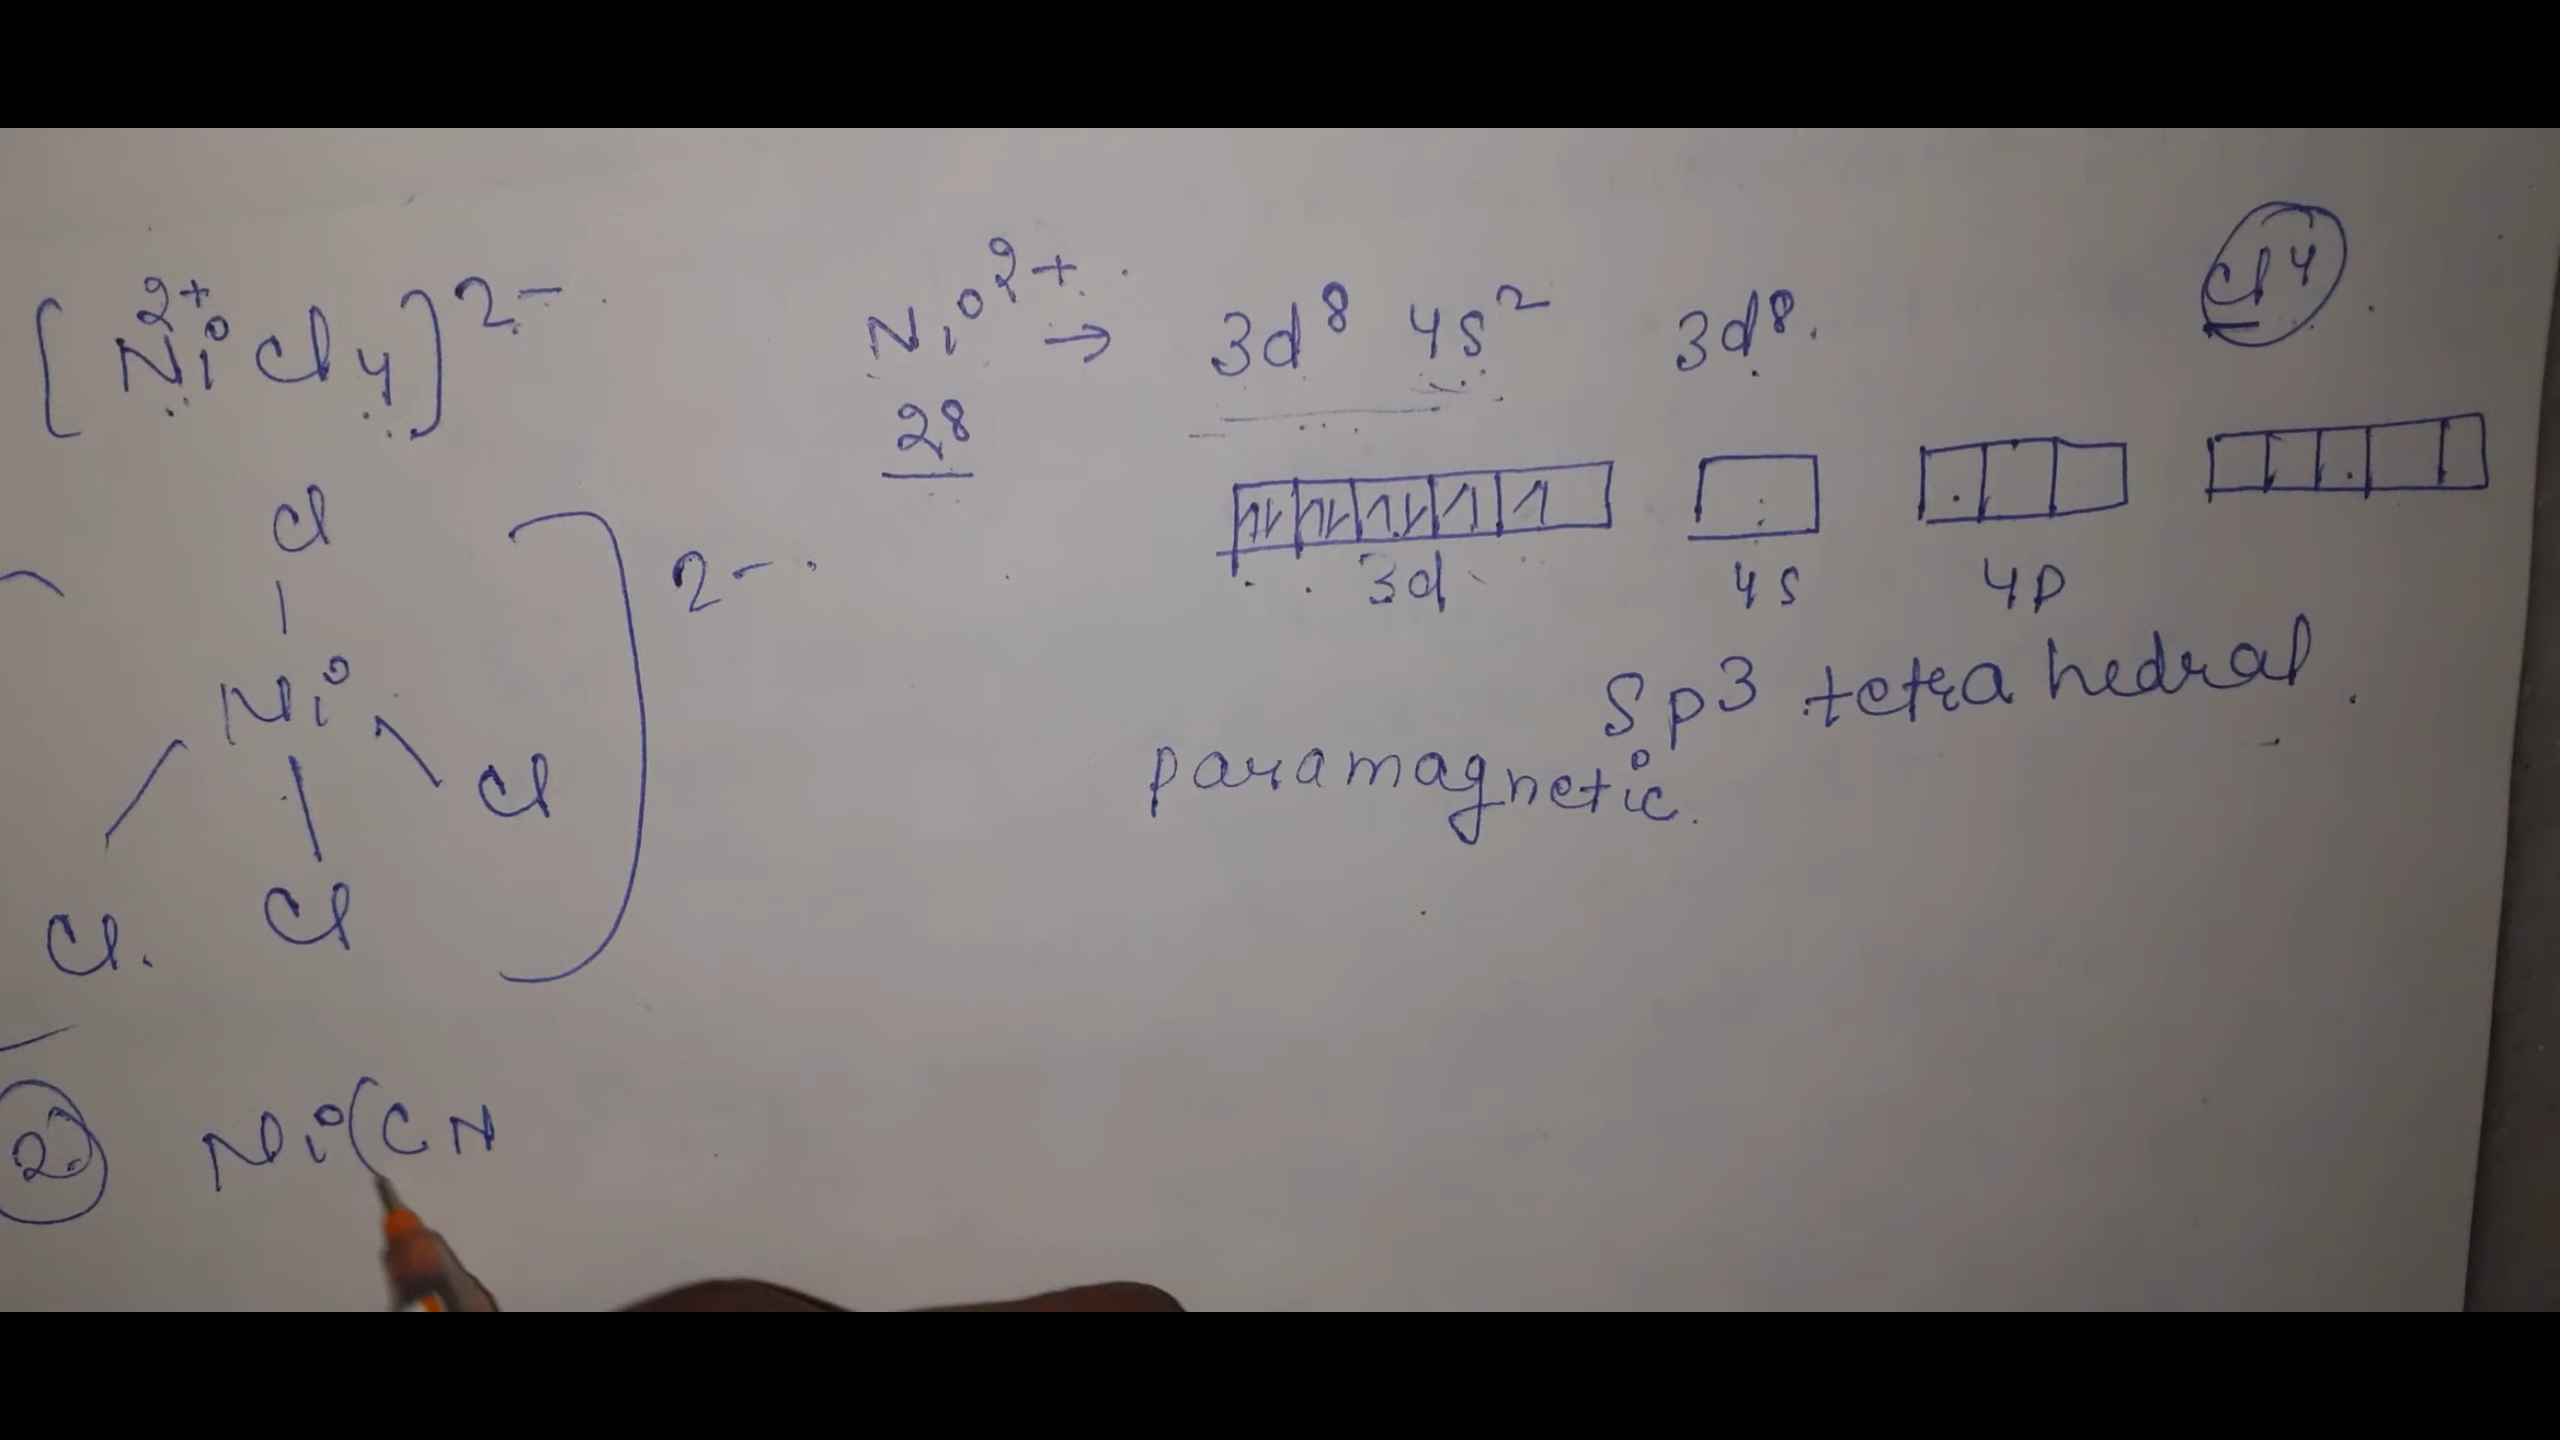 [Ni²⁺Cl4]²⁻ Ni²⁺ → 3d⁸ 4s² 3d⁸. Cl4
28
3d 4s 4p
Cl
2-
Ni
Cl
Cl. Cl
sp³ tetrahedral.
paramagnetic.
2 Ni(CN